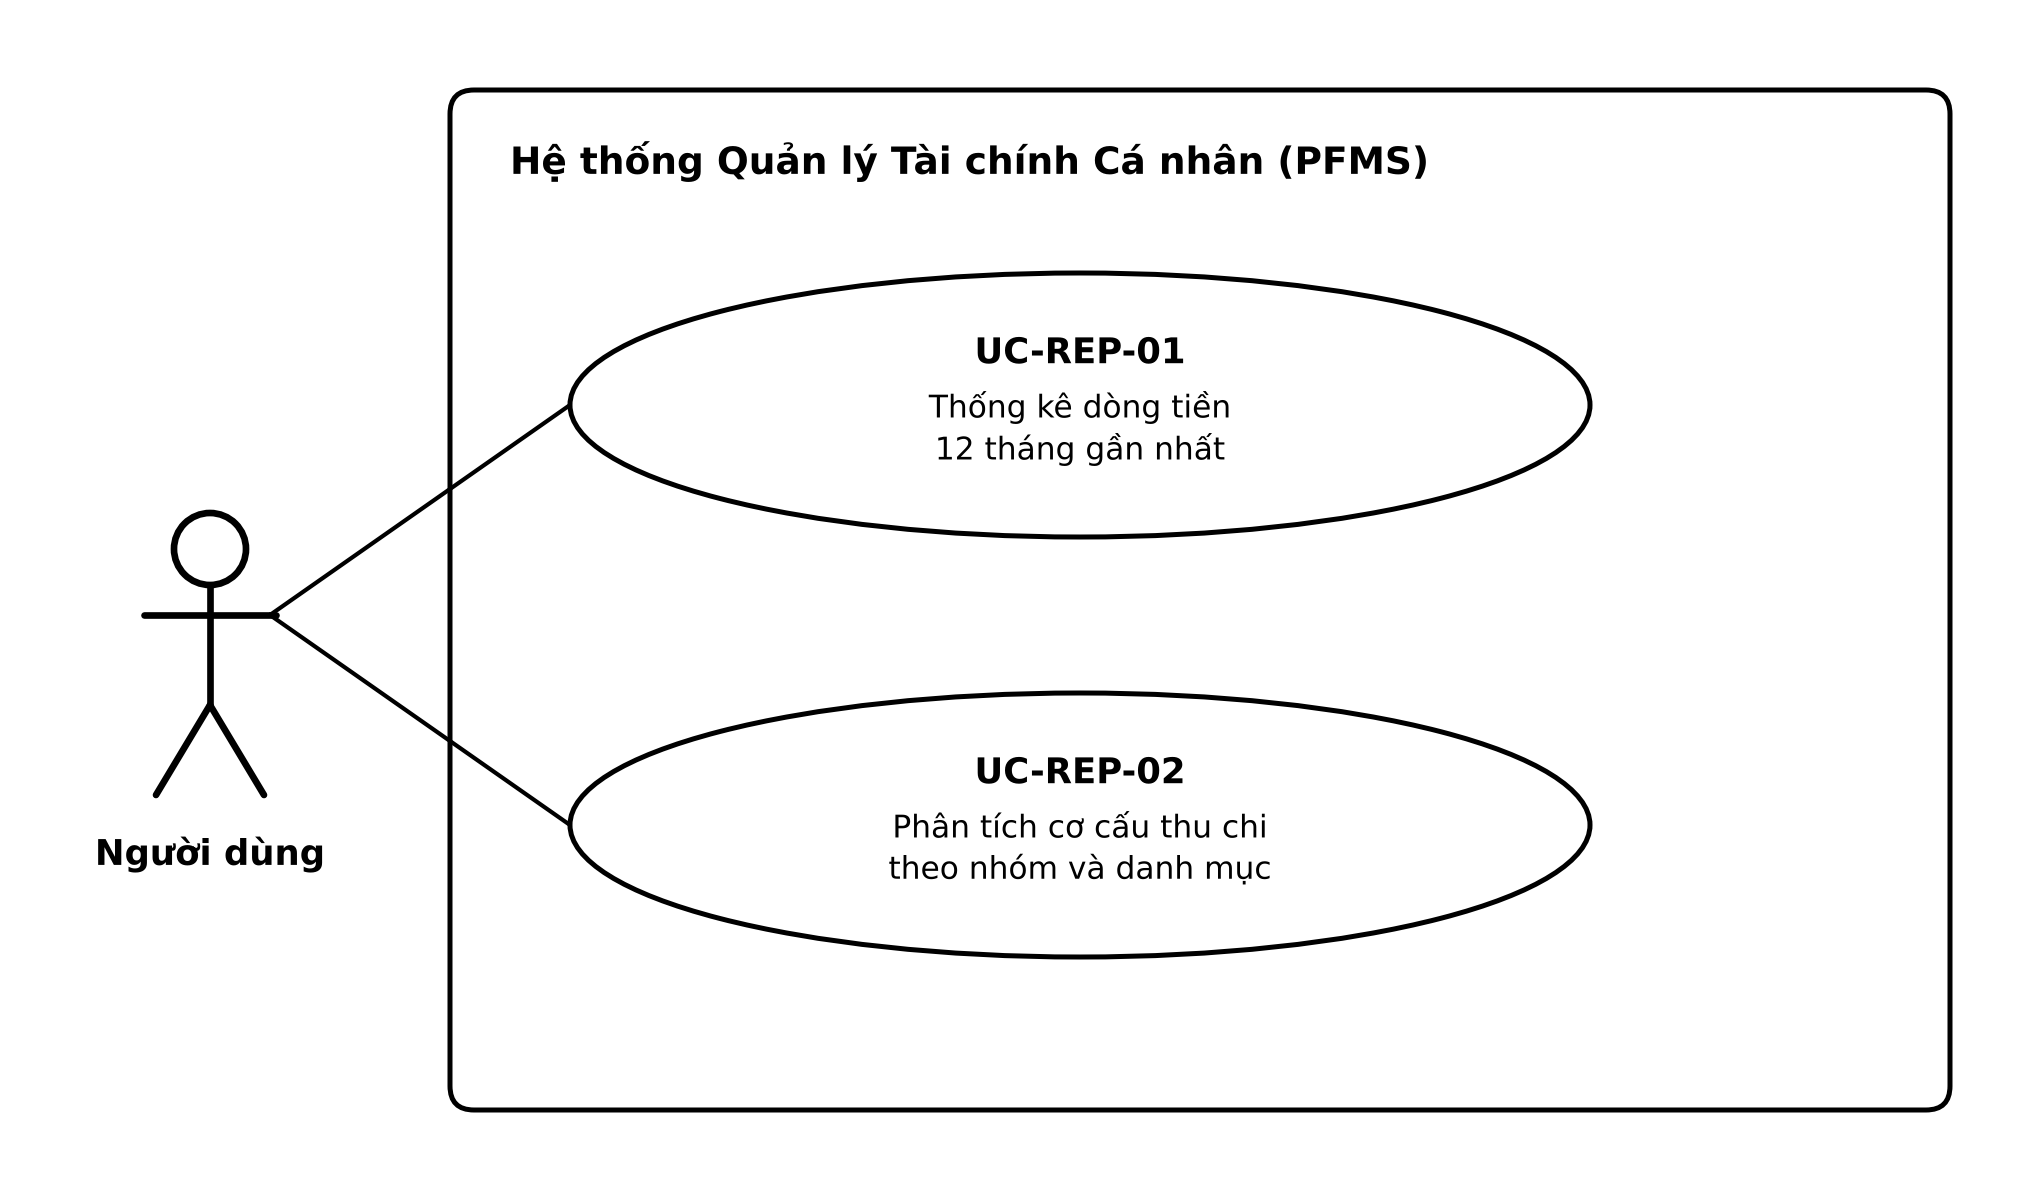 Hệ thống Quản lý Tài chính Cá nhân (PFMS)
UC-REP-01
Thống kê dòng tiền
12 tháng gần nhất
UC-REP-02
Phân tích cơ cấu thu chi
theo nhóm và danh mục
Người dùng